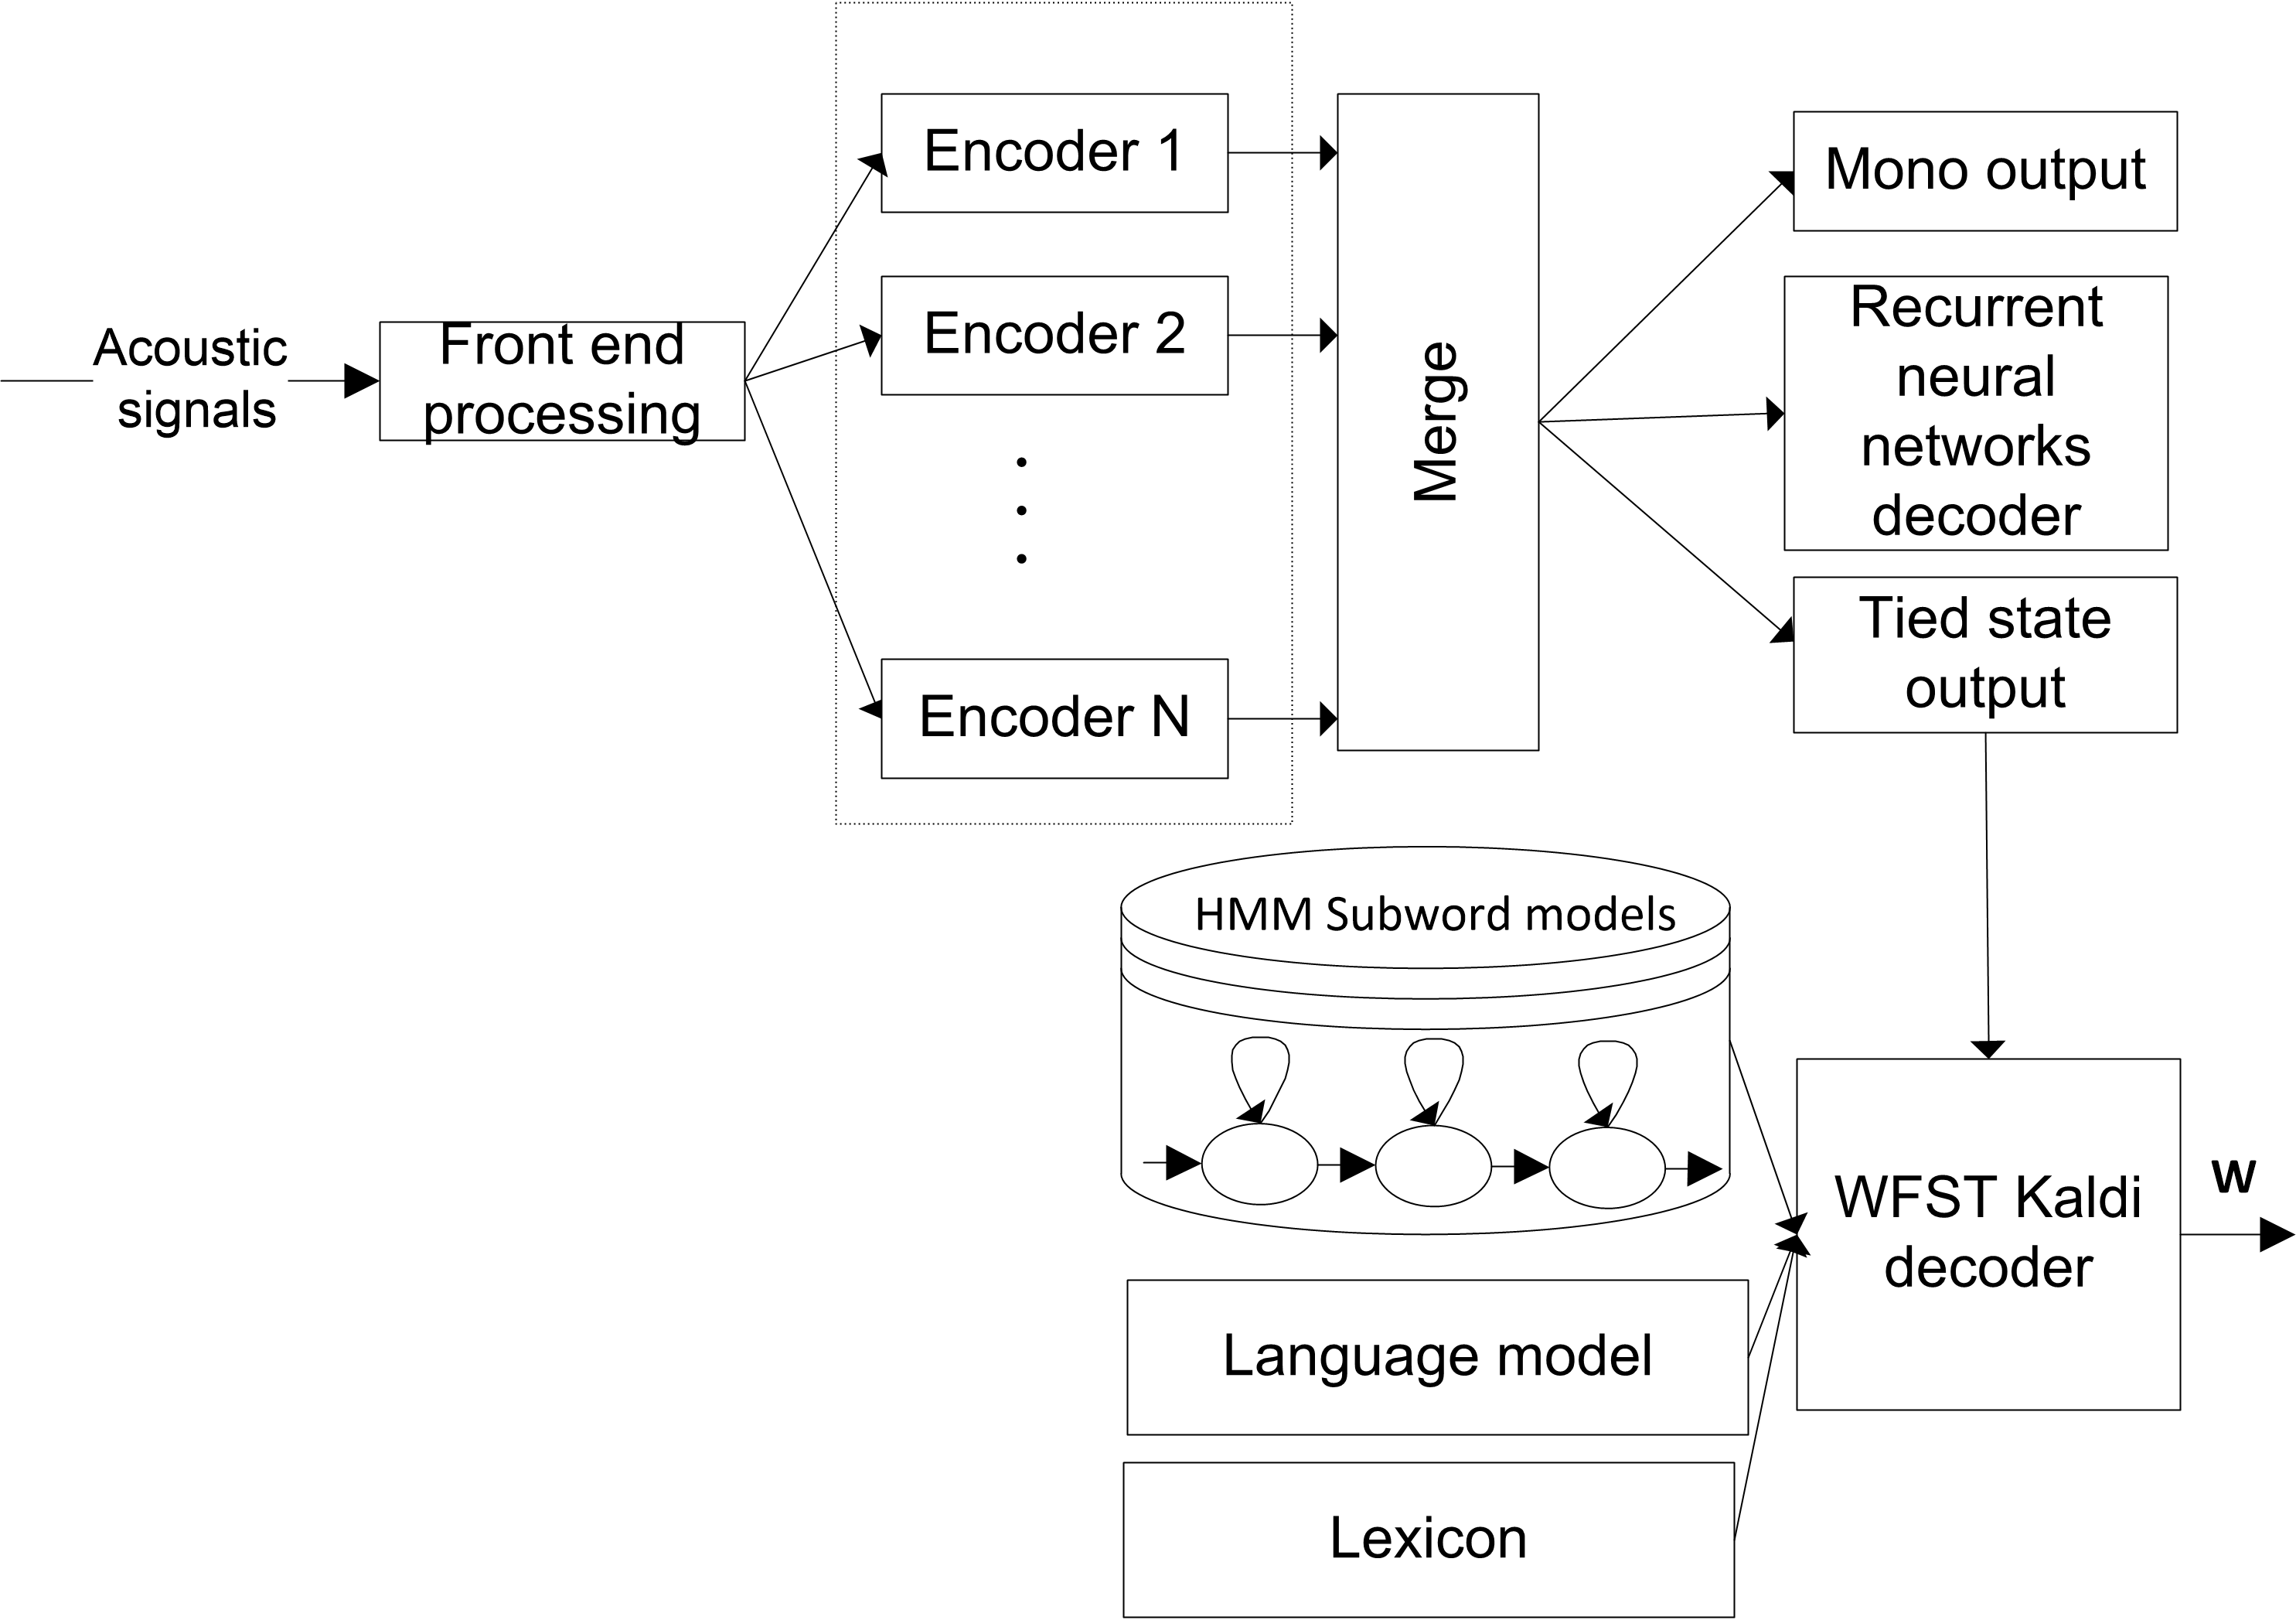 Acoustic
signals
Front end
processing
Encoder 1
Encoder 2
Encoder N
Merge
Mono output
Recurrent
neural
networks
decoder
Tied state
output
HMM Subword models
Language model
Lexicon
WFST Kaldi
decoder
w